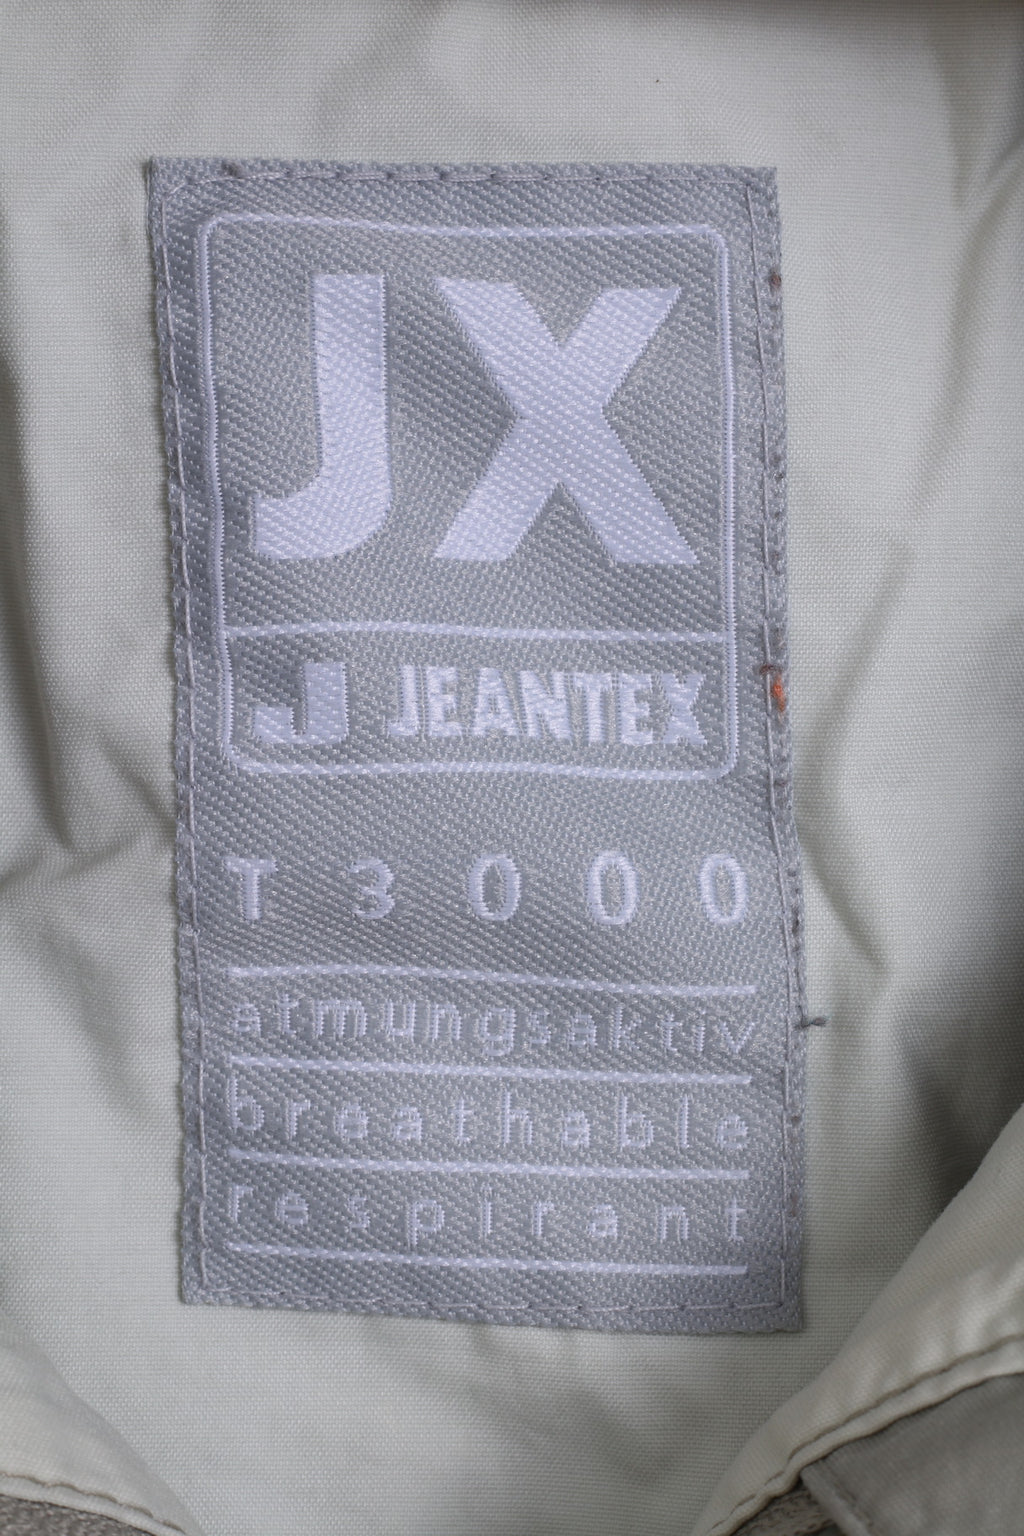 JX
J JEANTEX
T3000
atmungsaktiv
breathable
respirant